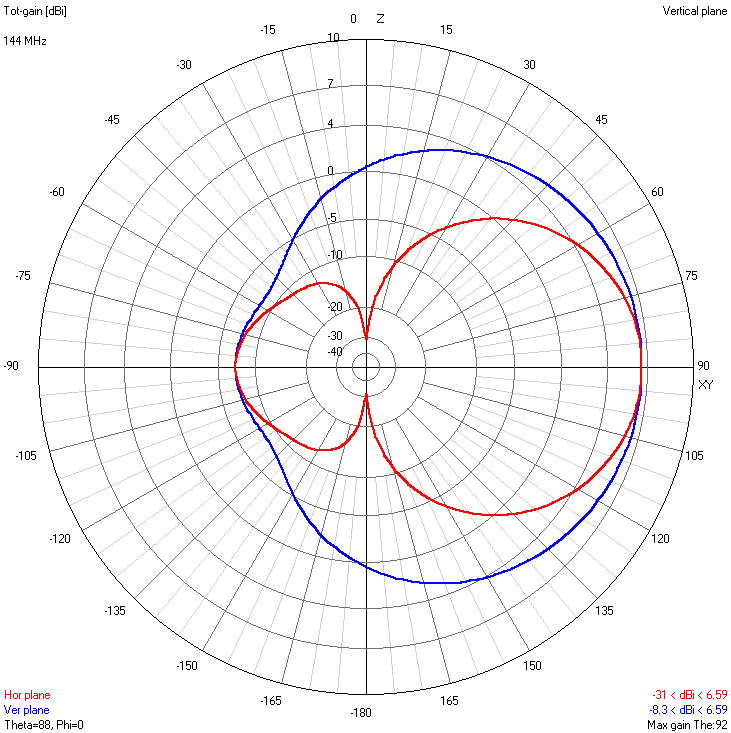 Tot-gain [dBi]
Vertical plane
144 MHz
0 Z
-15 15
10
-30 30
7
-45 4 45
0
-60 60
-5
-10
-75 75
-20
-30
-40
-90 90
XY
-105 105
-120 120
-135 135
-150 150
-165 165
-180
Hor plane
-31 < dBi < 6.59
Ver plane
-8.3 < dBi < 6.59
Theta=88, Phi=0
Max gain The:92